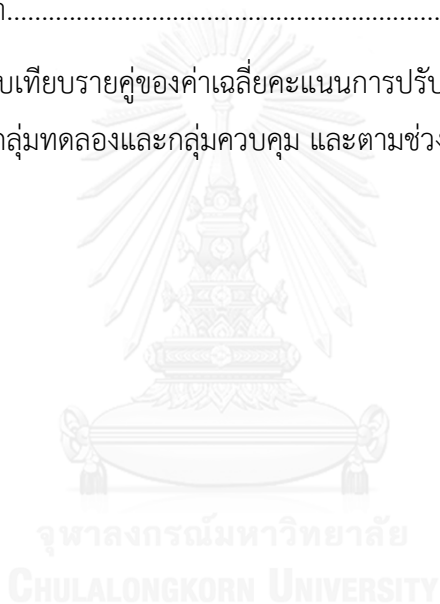 า..........................................................................
บเทียบรายคู่ของค่าเฉลี่ยคะแนนการปรับ
กลุ่มทดลองและกลุ่มควบคุม และตามช่วง
จุฬาลงกรณ์มหาวิทยาลัย
CHULALONGKORN UNIVERSITY